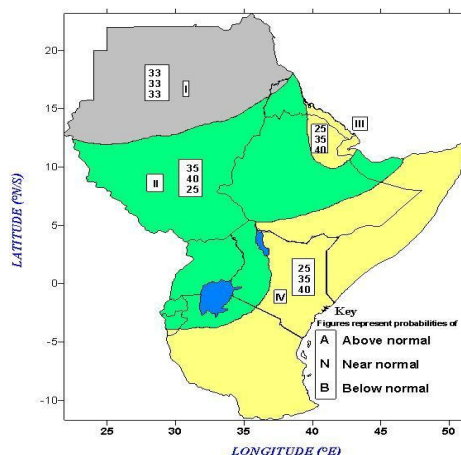 LATITUDE (°N/S)
20
15
10
5
0
-5
-10
33
33
33
I
III
25
35
40
II
35
40
25
25
35
40
IV
Key
Figures represent probabilities of
A Above normal
N Near normal
B Below normal
25 30 35 40 45 50
LONGITUDE (°E)